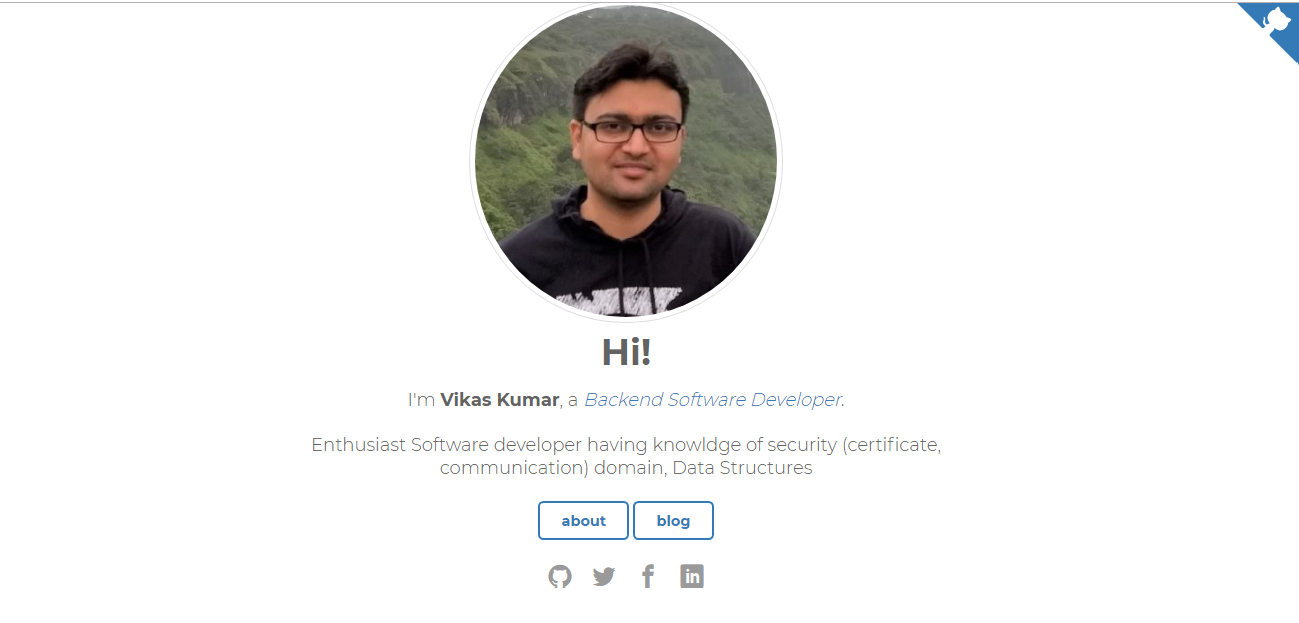 Hi!
I'm Vikas Kumar, a Backend Software Developer.
Enthusiast Software developer having knowldge of security (certificate,
communication) domain, Data Structures
about blog
in